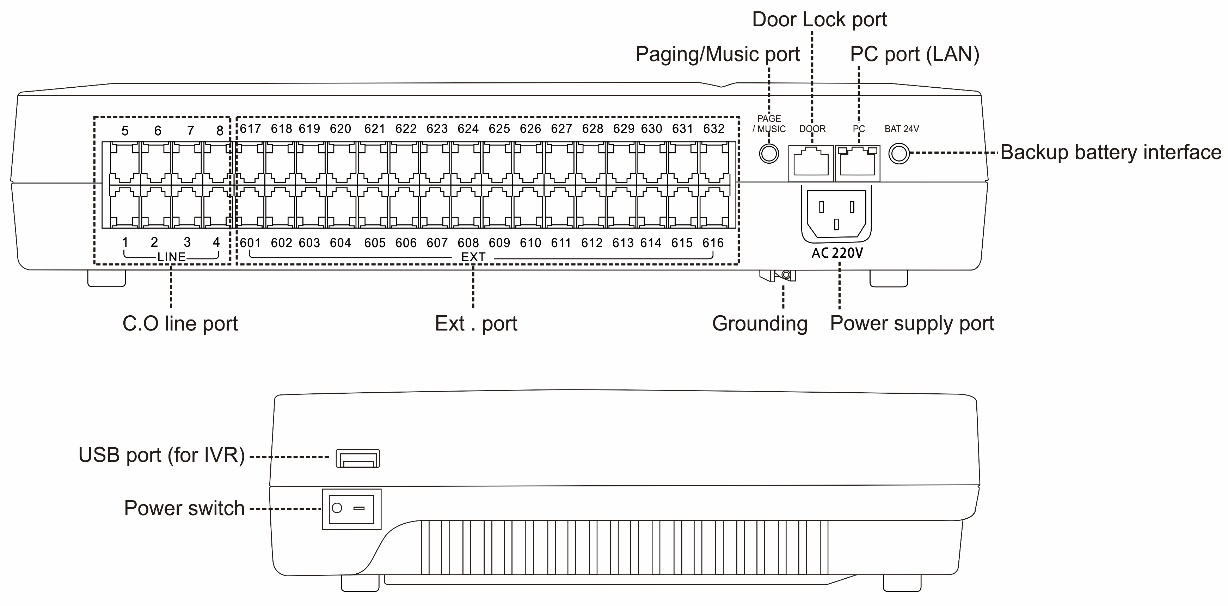 Door Lock port
Paging/Music port PC port (LAN)
5 6 7 8 617 618 619 620 621 622 623 624 625 626 627 628 629 630 631 632
PAGE
/ MUSIC DOOR PC BAT 24V
Backup battery interface
1 2 3 4 601 602 603 604 605 606 607 608 609 610 611 612 613 614 615 616
LINE EXT AC 220V
C.O line port Ext . port Grounding Power supply port
USB port (for IVR)
Power switch